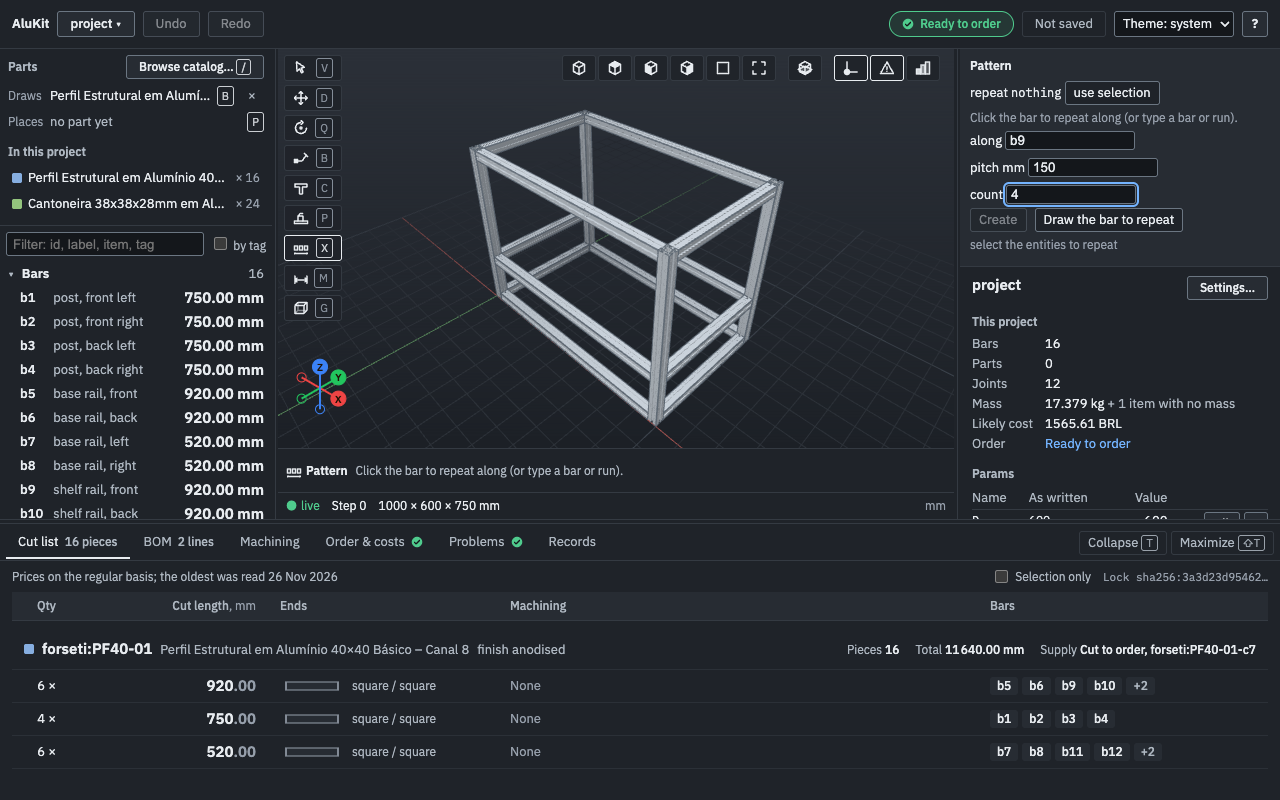 AluKit project ▾ Undo Redo Ready to order Not saved Theme: system ?
Parts Browse catalog... /
Draws Perfil Estrutural em Alumí... B ×
Places no part yet P
In this project
Perfil Estrutural em Alumínio 40... × 16
Cantoneira 38x38x28mm em Al... × 24
Filter: id, label, item, tag by tag
Bars 16
b1 post, front left 750.00 mm
b2 post, front right 750.00 mm
b3 post, back left 750.00 mm
b4 post, back right 750.00 mm
b5 base rail, front 920.00 mm
b6 base rail, back 920.00 mm
b7 base rail, left 520.00 mm
b8 base rail, right 520.00 mm
b9 shelf rail, front 920.00 mm
b10 shelf rail, back 920.00 mm
V
D
Q
B
C
P
X
M
G
Z
Y
X
Pattern Click the bar to repeat along (or type a bar or run).
live Step 0 1000 × 600 × 750 mm mm
Pattern
repeat nothing use selection
Click the bar to repeat along (or type a bar or run).
along b9
pitch mm 150
count 4
Create Draw the bar to repeat
select the entities to repeat
project Settings...
This project
Bars 16
Parts 0
Joints 12
Mass 17.379 kg + 1 item with no mass
Likely cost 1565.61 BRL
Order Ready to order
Params
Name As written Value
Cut list 16 pieces BOM 2 lines Machining Order & costs Problems Records Collapse T Maximize ⇧T
Prices on the regular basis; the oldest was read 26 Nov 2026 Selection only Lock sha256:3a3d23d95462…
Qty Cut length, mm Ends Machining Bars
forseti:PF40-01 Perfil Estrutural em Alumínio 40×40 Básico – Canal 8 finish anodised Pieces 16 Total 11640.00 mm Supply Cut to order, forseti:PF40-01-c7
6 × 920.00 square / square None b5 b6 b9 b10 +2
4 × 750.00 square / square None b1 b2 b3 b4
6 × 520.00 square / square None b7 b8 b11 b12 +2